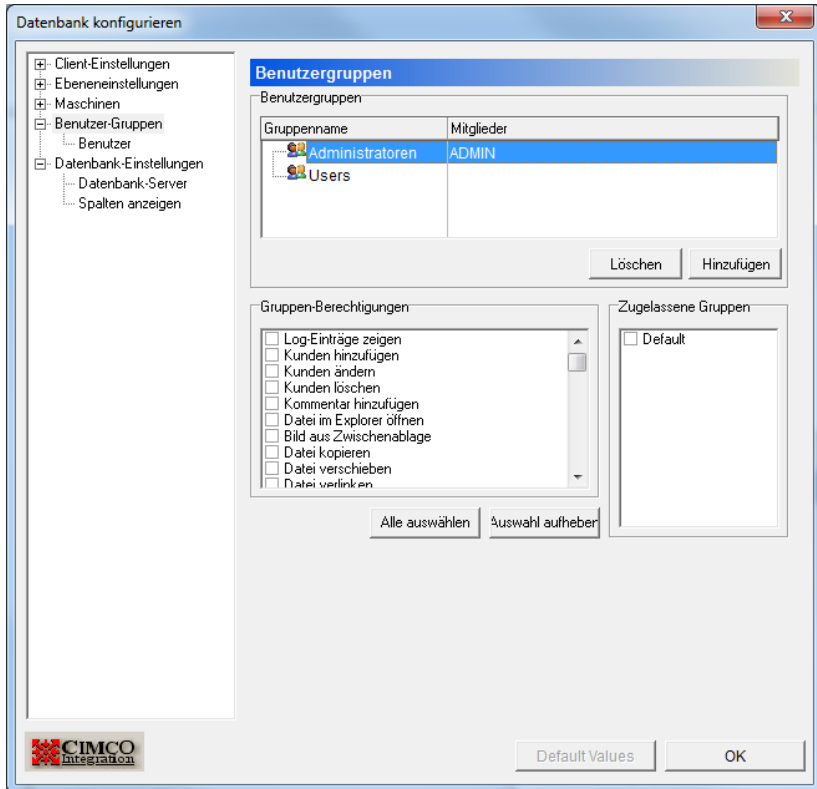 Datenbank konfigurieren
x
Client-Einstellungen
Ebeneneinstellungen
Maschinen
Benutzer-Gruppen
Benutzer
Datenbank-Einstellungen
Datenbank-Server
Spalten anzeigen
Benutzergruppen
Benutzergruppen
Gruppenname Mitglieder
Administratoren ADMIN
Users
Löschen Hinzufügen
Gruppen-Berechtigungen
Log-Einträge zeigen
Kunden hinzufügen
Kunden ändern
Kunden löschen
Kommentar hinzufügen
Datei im Explorer öffnen
Bild aus Zwischenablage
Datei kopieren
Datei verschieben
Datei verlinken
Alle auswählen Auswahl aufheben
Zugelassene Gruppen
Default
CIMCO
Integration
Default Values OK